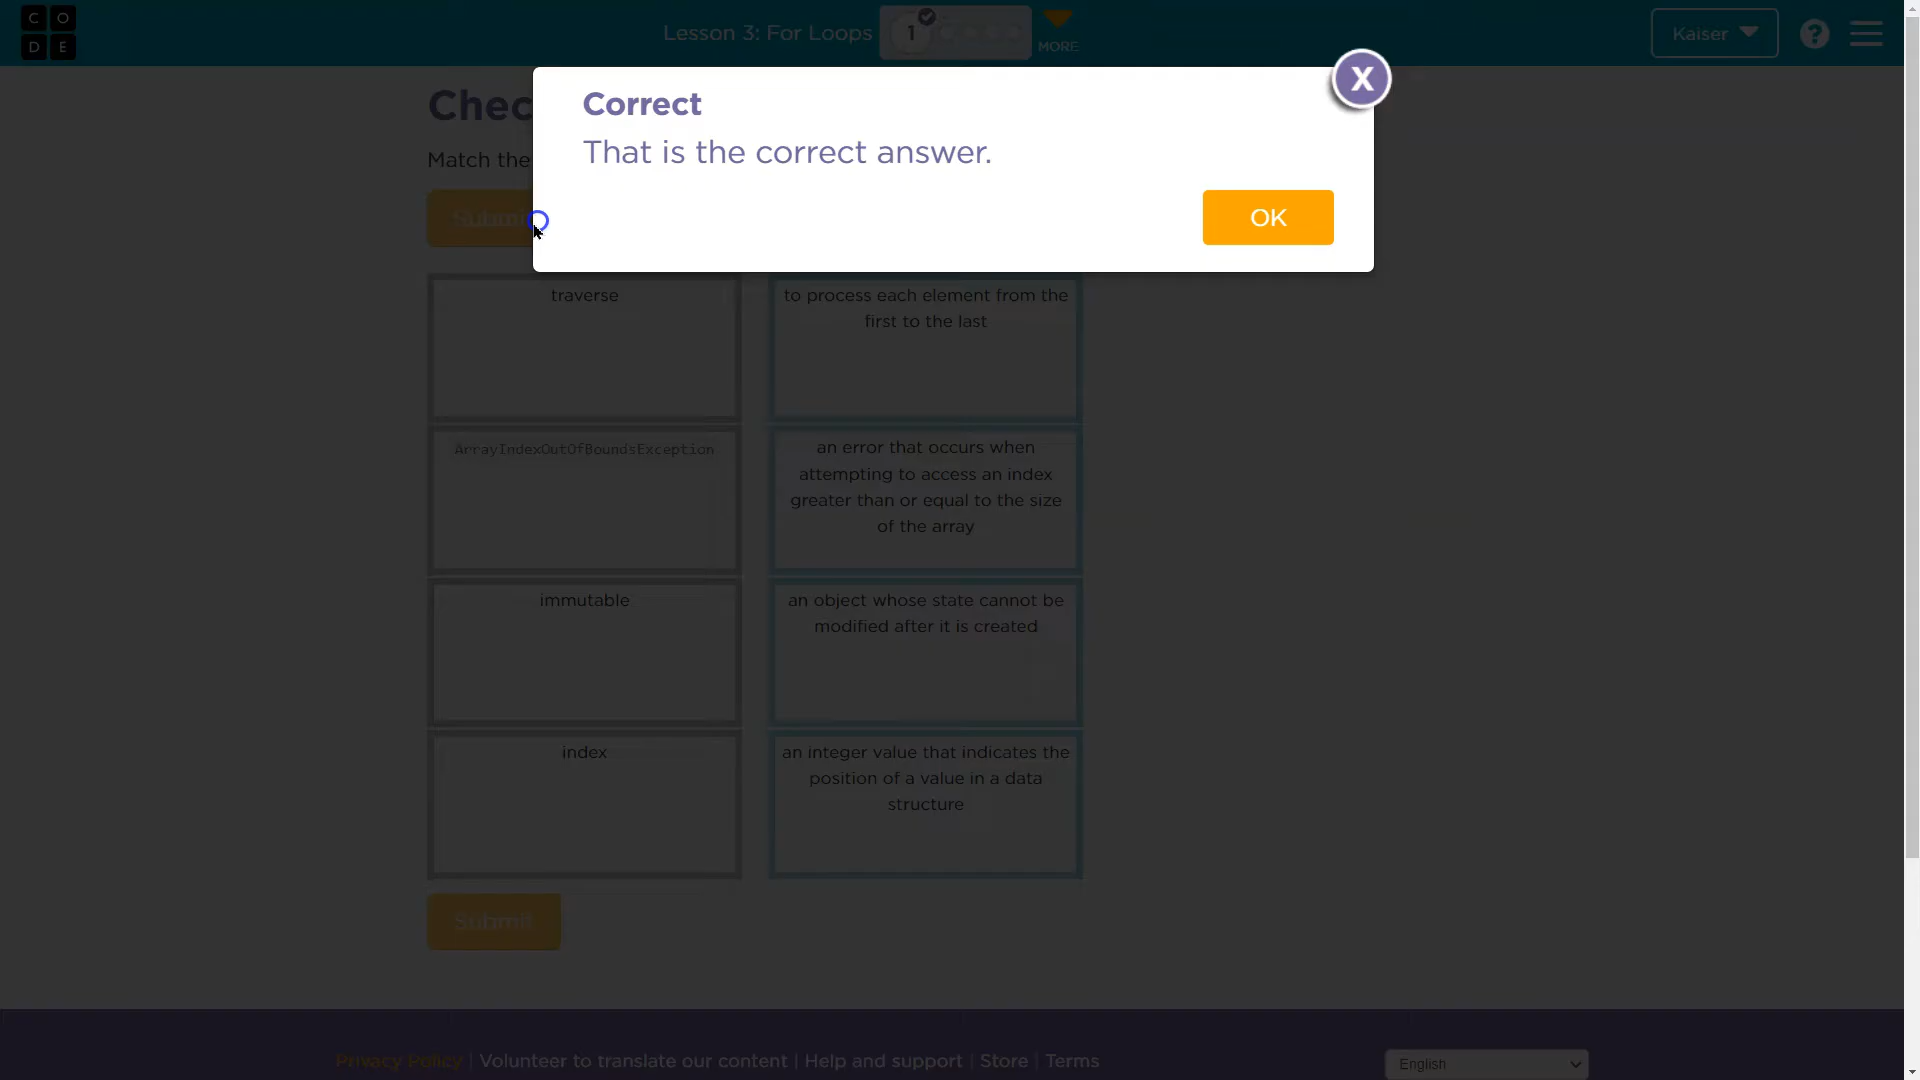 C O
D E
Lesson 3: For Loops
1
MORE
Kaiser
?
Correct
X
That is the correct answer.
OK
Chec
Match the
Submit
traverse
to process each element from the
first to the last
ArrayIndexOutOfBoundsException
an error that occurs when
attempting to access an index
greater than or equal to the size
of the array
immutable
an object whose state cannot be
modified after it is created
index
an integer value that indicates the
position of a value in a data
structure
Submit
Privacy Policy | Volunteer to translate our content | Help and support | Store | Terms
English